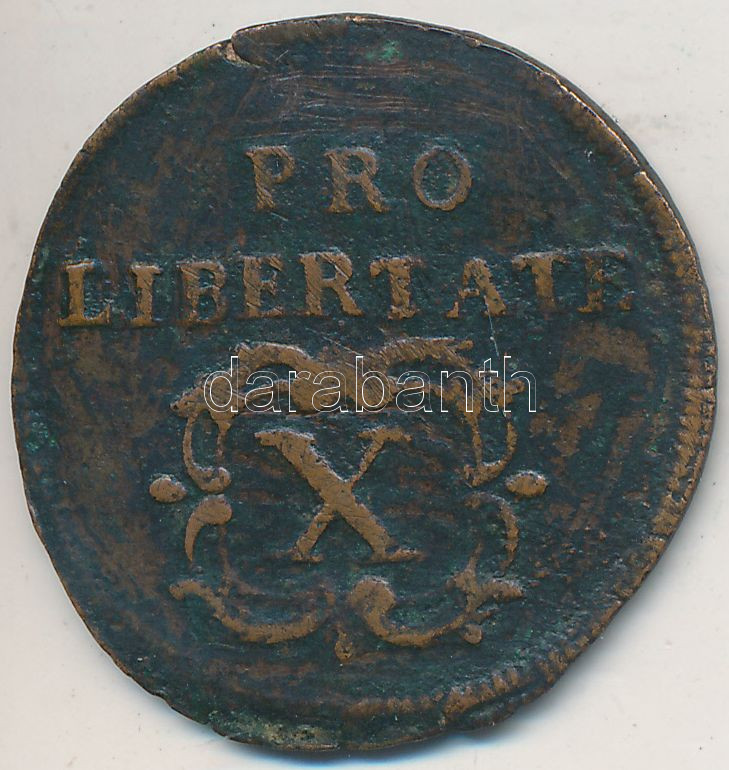 PRO
LIBERTATE
darabanth
X